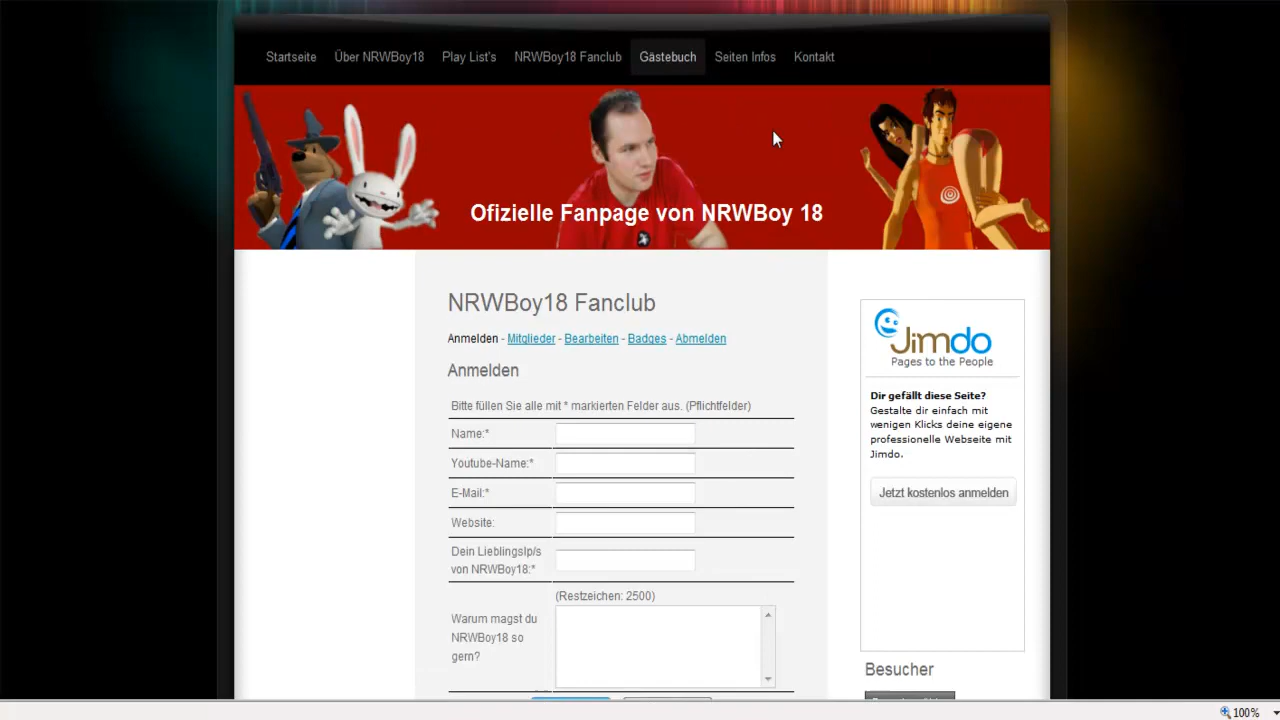 Startseite Über NRWBoy18 Play List's NRWBoy18 Fanclub Gästebuch Seiten Infos Kontakt
Ofizielle Fanpage von NRWBoy 18
NRWBoy18 Fanclub
Anmelden - Mitglieder - Bearbeiten - Badges - Abmelden
Anmelden
Bitte füllen Sie alle mit * markierten Felder aus. (Pflichtfelder)
Name:*
Youtube-Name:*
E-Mail:*
Website:
Dein Lieblingslp/s
von NRWBoy18:*
(Restzeichen: 2500)
Warum magst du
NRWBoy18 so
gern?
Jimdo
Pages to the People
Dir gefällt diese Seite?
Gestalte dir einfach mit
wenigen Klicks deine eigene
professionelle Webseite mit
Jimdo.
Jetzt kostenlos anmelden
Besucher
100%